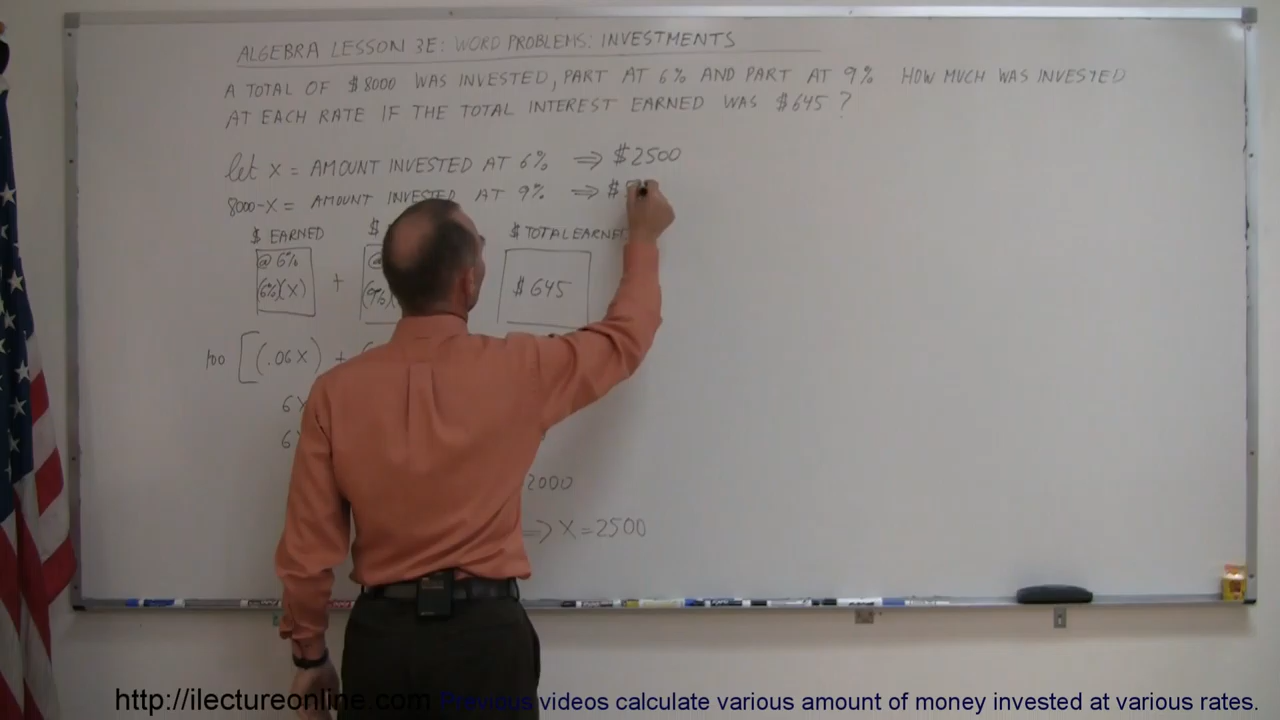 ALGEBRA LESSON 3E: WORD PROBLEMS: INVESTMENTS
A TOTAL OF $8000 WAS INVESTED, PART AT 6% AND PART AT 9% HOW MUCH WAS INVESTED
AT EACH RATE IF THE TOTAL INTEREST EARNED WAS $645?
let X = AMOUNT INVESTED AT 6% ⇒ $2500
8000-X = AMOUNT INVESTED AT 9% ⇒ $
$ EARNED $ $ TOTAL EARNED
@ 6%
6%)(X) + (9%) $645
100 [(.06X) +
6X
6
2000
⇒ X = 2500
http://ilectureonline.com Previous videos calculate various amount of money invested at various rates.